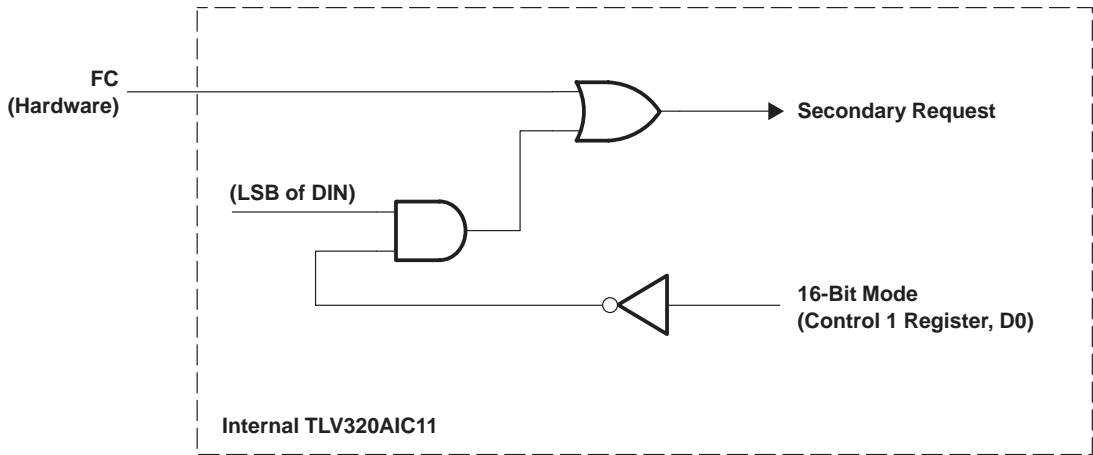 FC
(Hardware)
Secondary Request
(LSB of DIN)
16-Bit Mode
(Control 1 Register, D0)
Internal TLV320AIC11